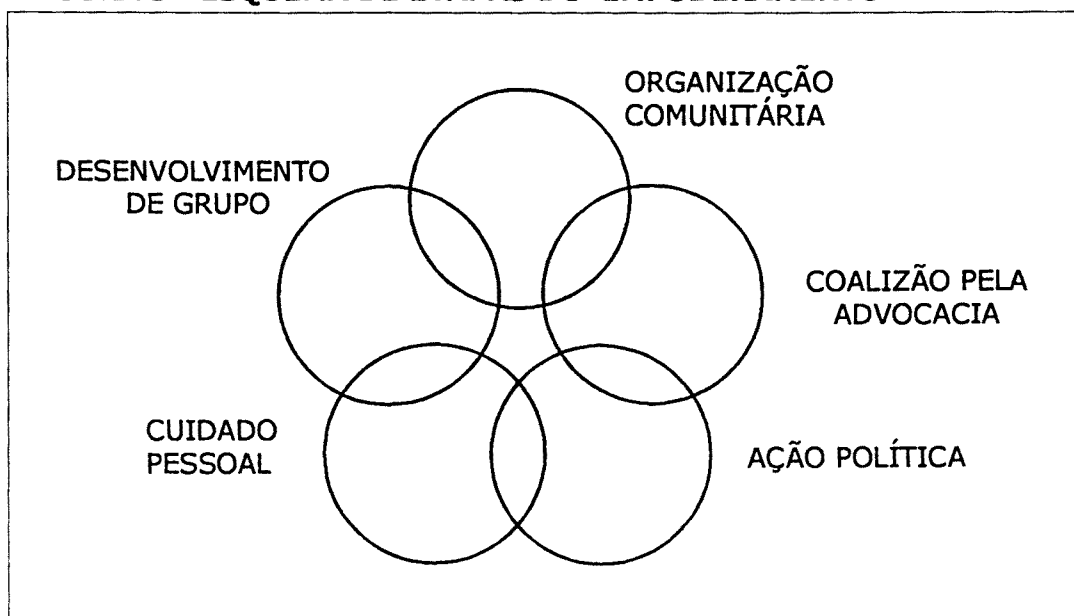 ORGANIZAÇÃO
COMUNITÁRIA
DESENVOLVIMENTO
DE GRUPO
COALIZÃO PELA
ADVOCACIA
CUIDADO
PESSOAL
AÇÃO POLÍTICA